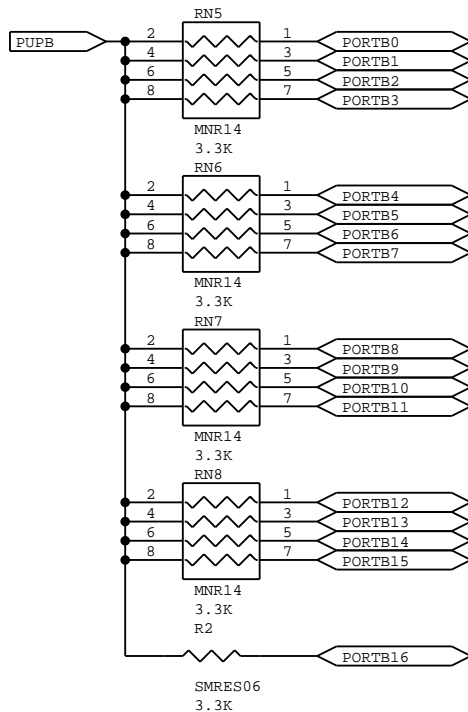 RN5
PUPB 2 1 PORTB0
4 3 PORTB1
6 5 PORTB2
8 7 PORTB3
MNR14
3.3K
RN6
2 1 PORTB4
4 3 PORTB5
6 5 PORTB6
8 7 PORTB7
MNR14
3.3K
RN7
2 1 PORTB8
4 3 PORTB9
6 5 PORTB10
8 7 PORTB11
MNR14
3.3K
RN8
2 1 PORTB12
4 3 PORTB13
6 5 PORTB14
8 7 PORTB15
MNR14
3.3K
R2
PORTB16
SMRES06
3.3K